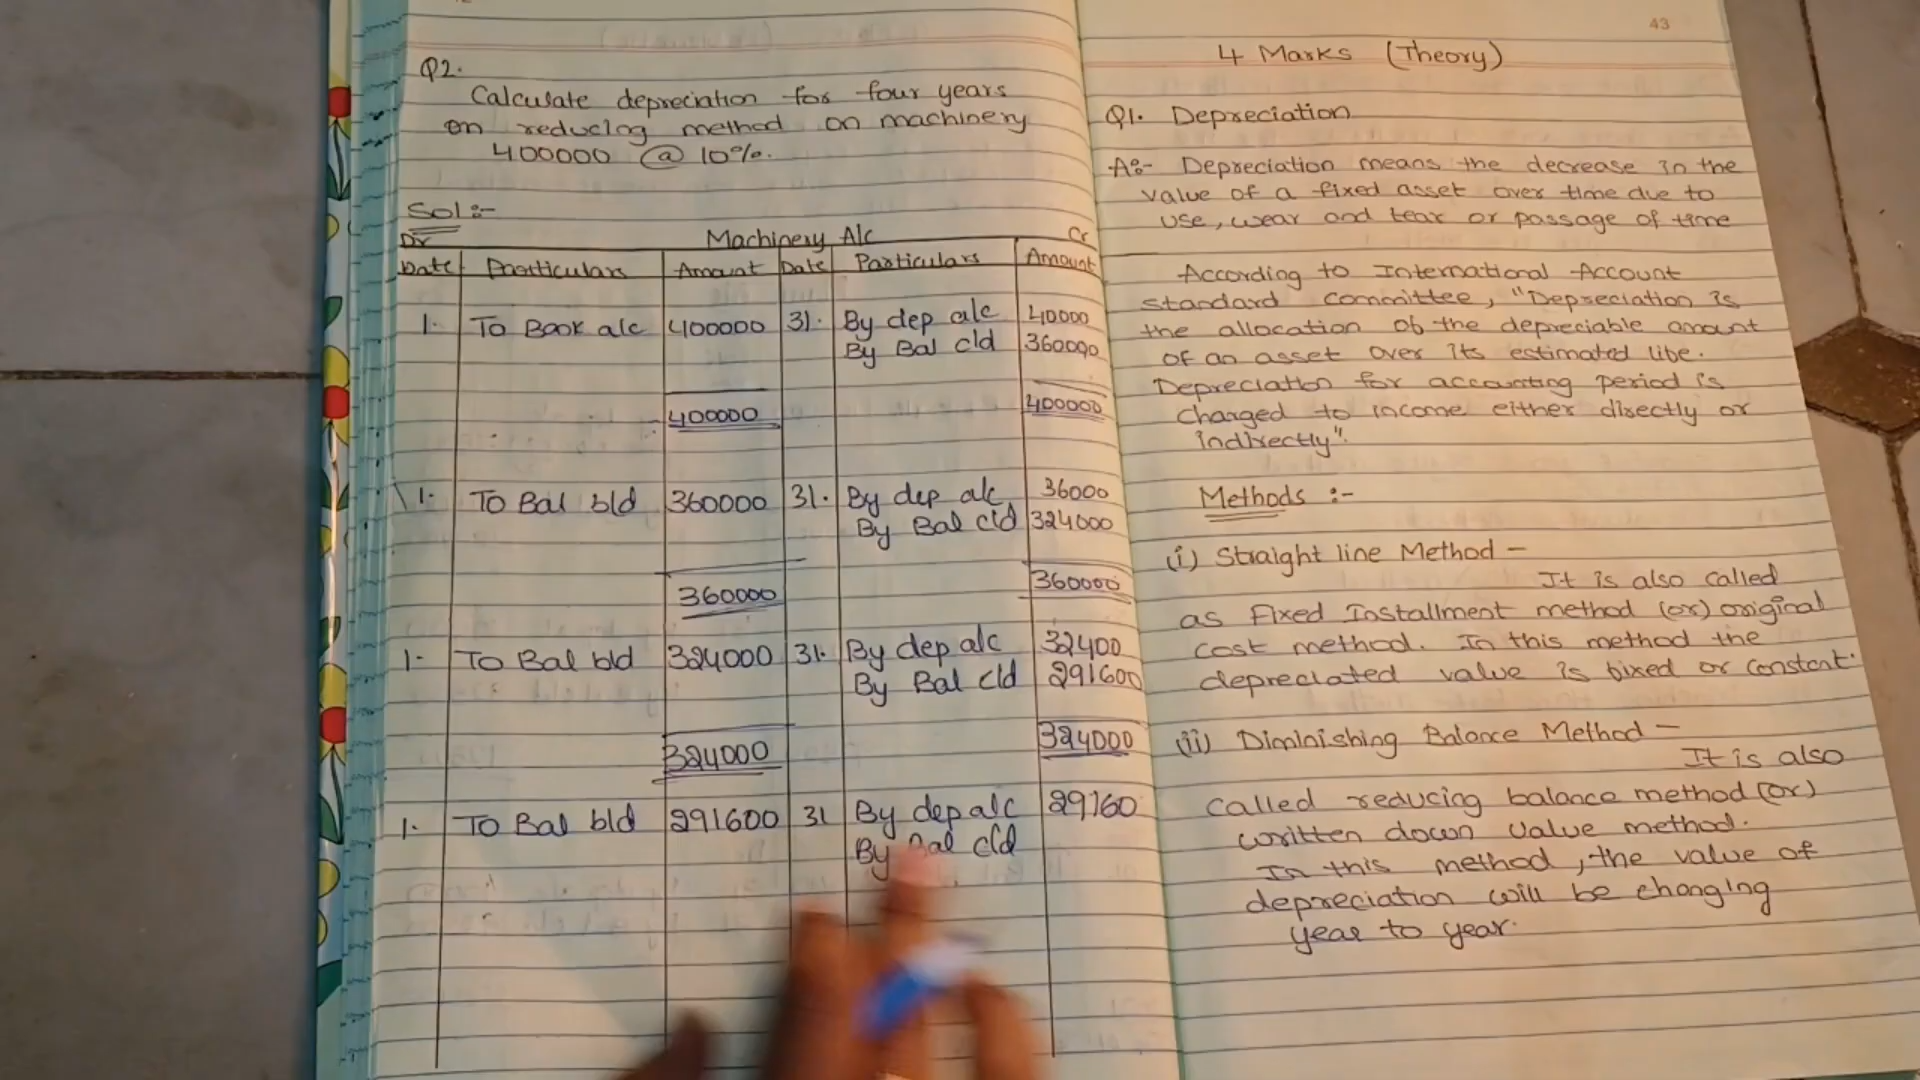 Q2.
Calculate depreciation for four years
on reducing method on machinery
400000 @ 10%.
Sol:-
Dr Machinery A/c Cr
Date Particulars Amount Date Particulars Amount
1. To Book a/c 400000 31. By dep a/c 40000
By Bal c/d 360000
400000 400000
1. To Bal b/d 360000 31. By dep a/c 36000
By Bal c/d 324000
360000 360000
1. To Bal b/d 324000 31. By dep a/c 32400
By Bal c/d 291600
324000 324000
1. To Bal b/d 291600 31 By dep a/c 29160
By Bal c/d
43
4 Marks (Theory)
Q1. Depreciation
A:- Depreciation means the decrease in the
value of a fixed asset over time due to
use, wear and tear or passage of time
According to International Account
standard committee, "Depreciation is
the allocation of the depreciable amount
of an asset over its estimated life.
Depreciation for accounting period is
charged to income either directly or
indirectly".
Methods :-
(i) Straight line Method -
It is also called
as Fixed Installment method (or) original
cost method. In this method the
depreciated value is fixed or constant.
(ii) Diminishing Balance Method -
It is also
called reducing balance method (or)
written down value method.
In this method, the value of
depreciation will be changing
year to year.